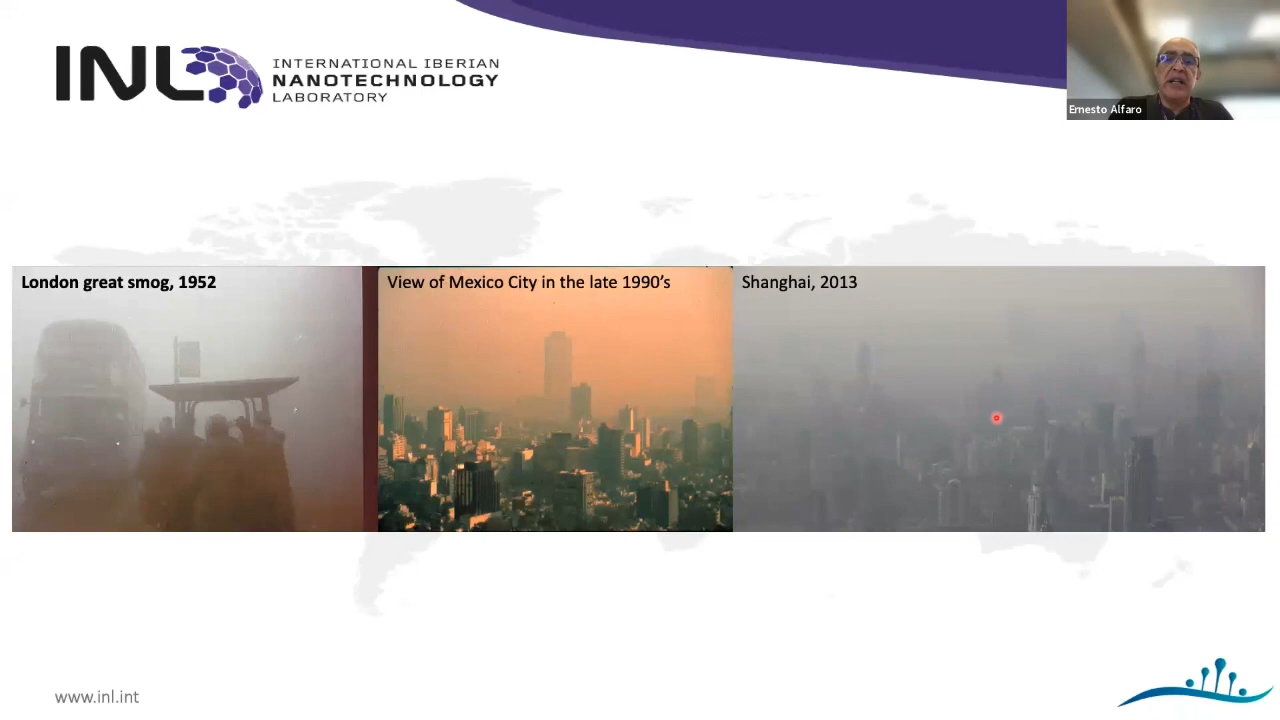 INL
INTERNATIONAL IBERIAN
NANOTECHNOLOGY
LABORATORY
Ernesto Alfaro
London great smog, 1952
View of Mexico City in the late 1990's
Shanghai, 2013
www.inl.int